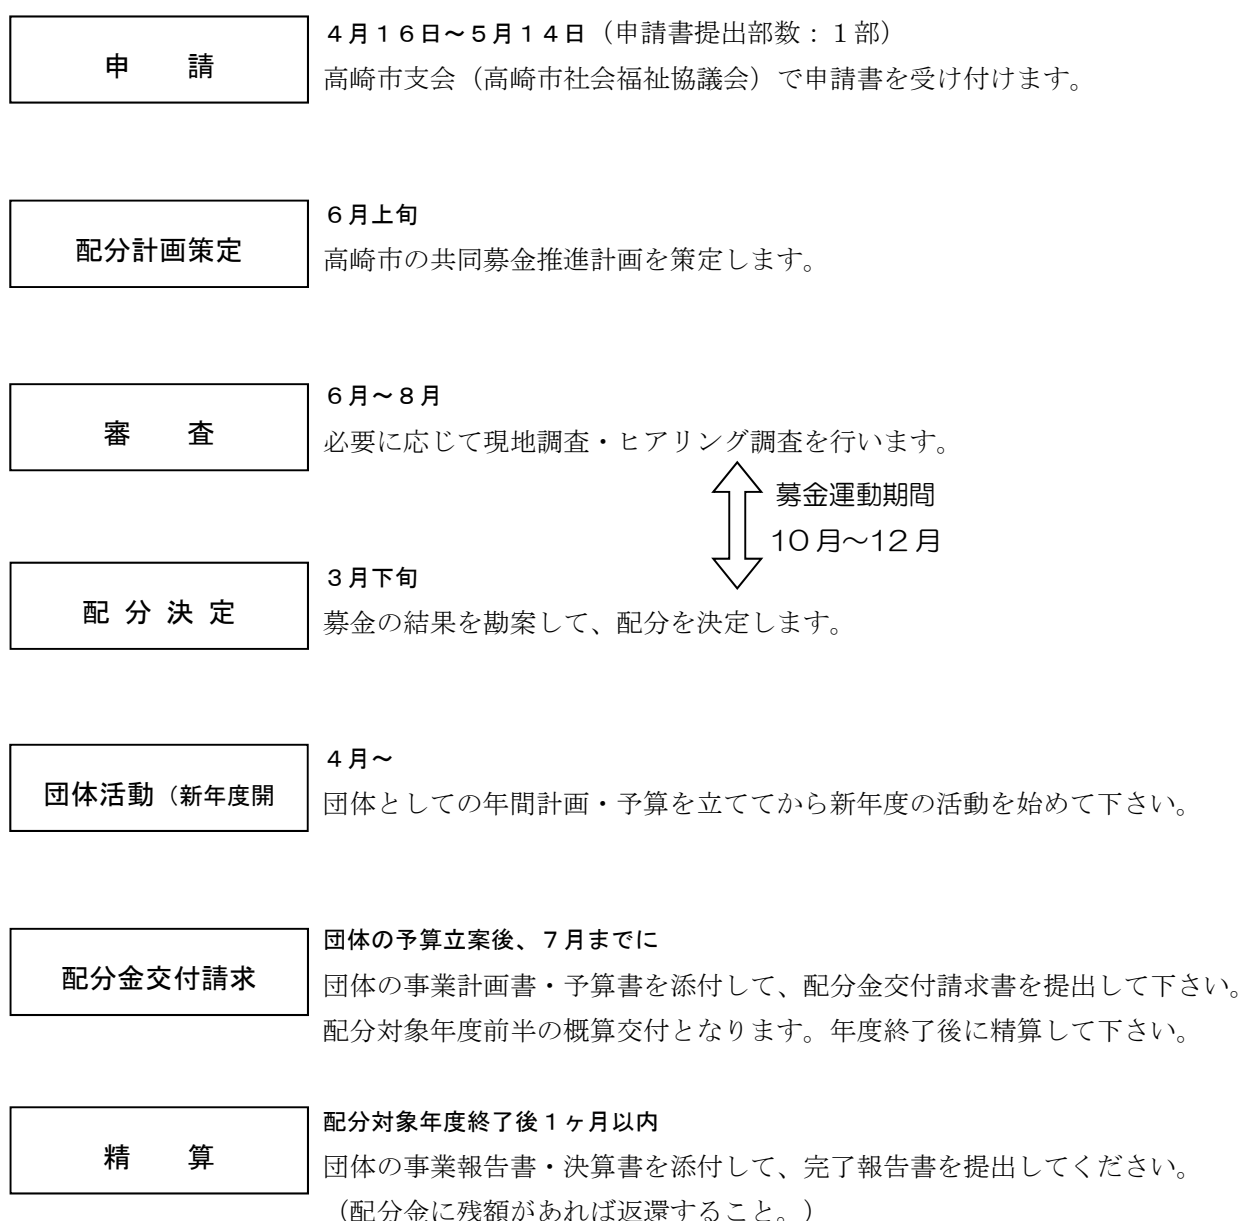 申　　請
４月１６日～５月１４日（申請書提出部数：１部）
高崎市支会（高崎市社会福祉協議会）で申請書を受け付けます。
配分計画策定
６月上旬
高崎市の共同募金推進計画を策定します。
審　　査
６月～８月
必要に応じて現地調査・ヒアリング調査を行います。
募金運動期間
10月～12月
配 分 決 定
３月下旬
募金の結果を勘案して、配分を決定します。
団体活動（新年度開
４月～
団体としての年間計画・予算を立ててから新年度の活動を始めて下さい。
配分金交付請求
団体の予算立案後、７月までに
団体の事業計画書・予算書を添付して、配分金交付請求書を提出して下さい。
配分対象年度前半の概算交付となります。年度終了後に精算して下さい。
精　　算
配分対象年度終了後１ヶ月以内
団体の事業報告書・決算書を添付して、完了報告書を提出してください。
（配分金に残額があれば返還すること。）